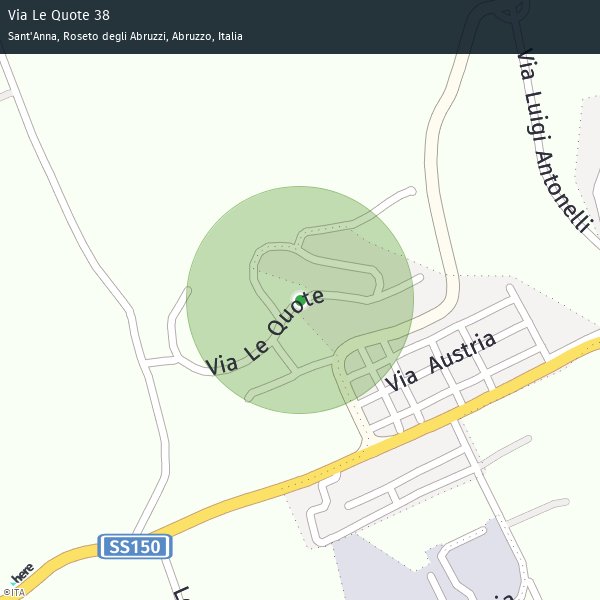 Via Le Quote 38
Sant'Anna, Roseto degli Abruzzi, Abruzzo, Italia
Via Luigi Antonelli
Via Le Quote
Via Austria
SS150
here
©ITA